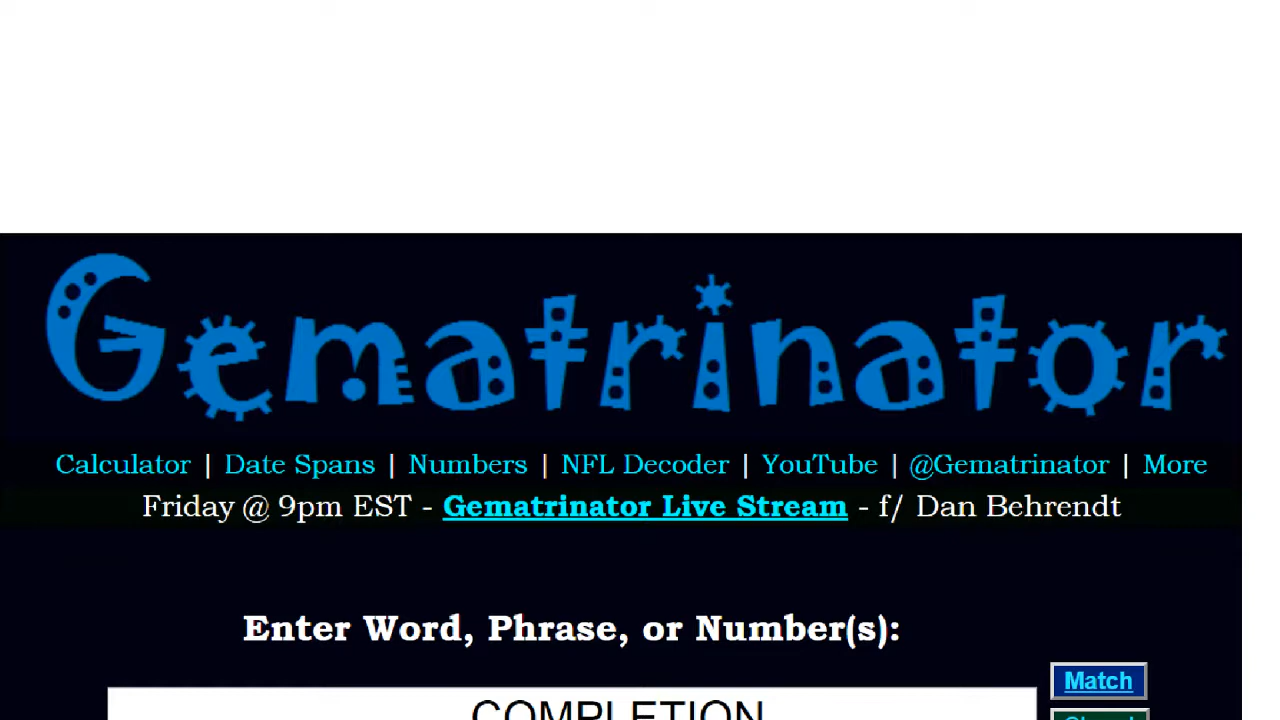 Gematrinator
Calculator | Date Spans | Numbers | NFL Decoder | YouTube | @Gematrinator | More
Friday @ 9pm EST - Gematrinator Live Stream - f/ Dan Behrendt
Enter Word, Phrase, or Number(s):
Match
COMPLETION